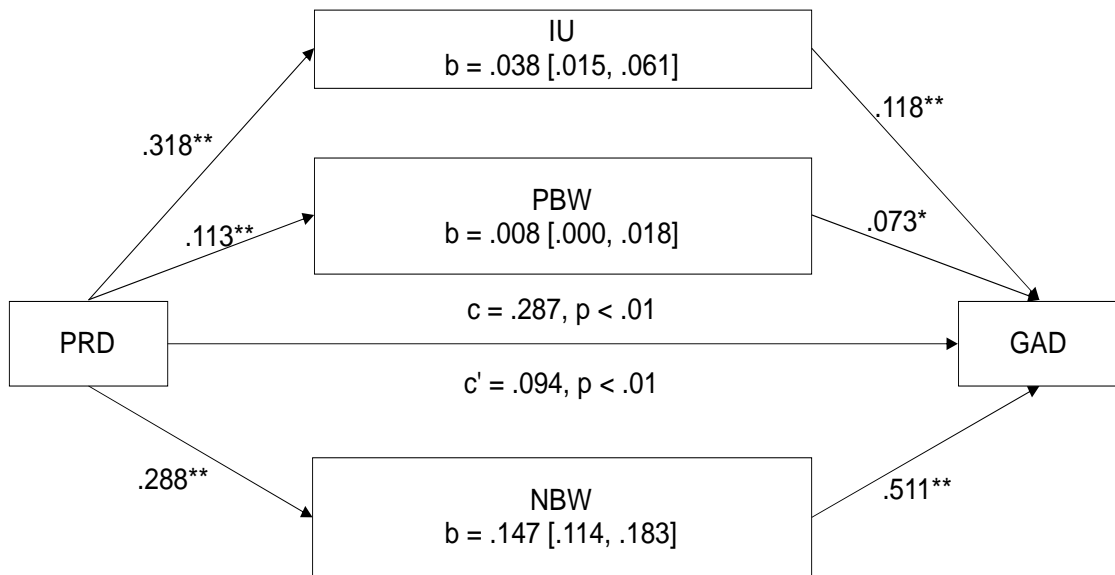 IU
b = .038 [.015, .061]
.118**
.318**
PBW
b = .008 [.000, .018]
.113**
.073*
c = .287, p < .01
PRD
GAD
c' = .094, p < .01
.288**
NBW
b = .147 [.114, .183]
.511**